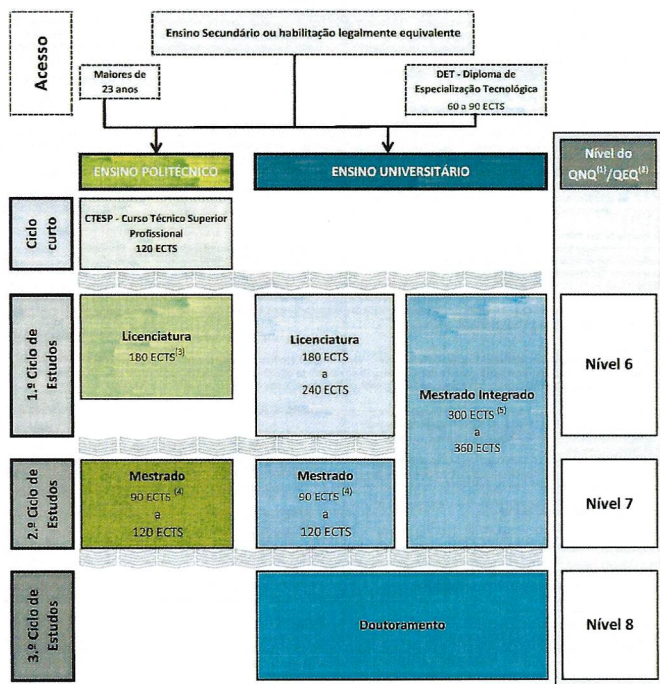 Acesso
Ensino Secundário ou habilitação legalmente equivalente
Maiores de
23 anos
DET - Diploma de
Especialização Tecnológica
60 a 90 ECTS
ENSINO POLITÉCNICO
ENSINO UNIVERSITÁRIO
Nível do
QNQ(1)/QEQ(2)
Ciclo
curto
CTESP - Curso Técnico Superior
Profissional
120 ECTS
1.º Ciclo de
Estudos
Licenciatura
180 ECTS(3)
Licenciatura
180 ECTS
a
240 ECTS
Mestrado Integrado
300 ECTS (5)
a
360 ECTS
Nível 6
2.º Ciclo de
Estudos
Mestrado
90 ECTS (4)
a
120 ECTS
Mestrado
90 ECTS (4)
a
120 ECTS
Nível 7
3.º Ciclo de
Estudos
Doutoramento
Nível 8